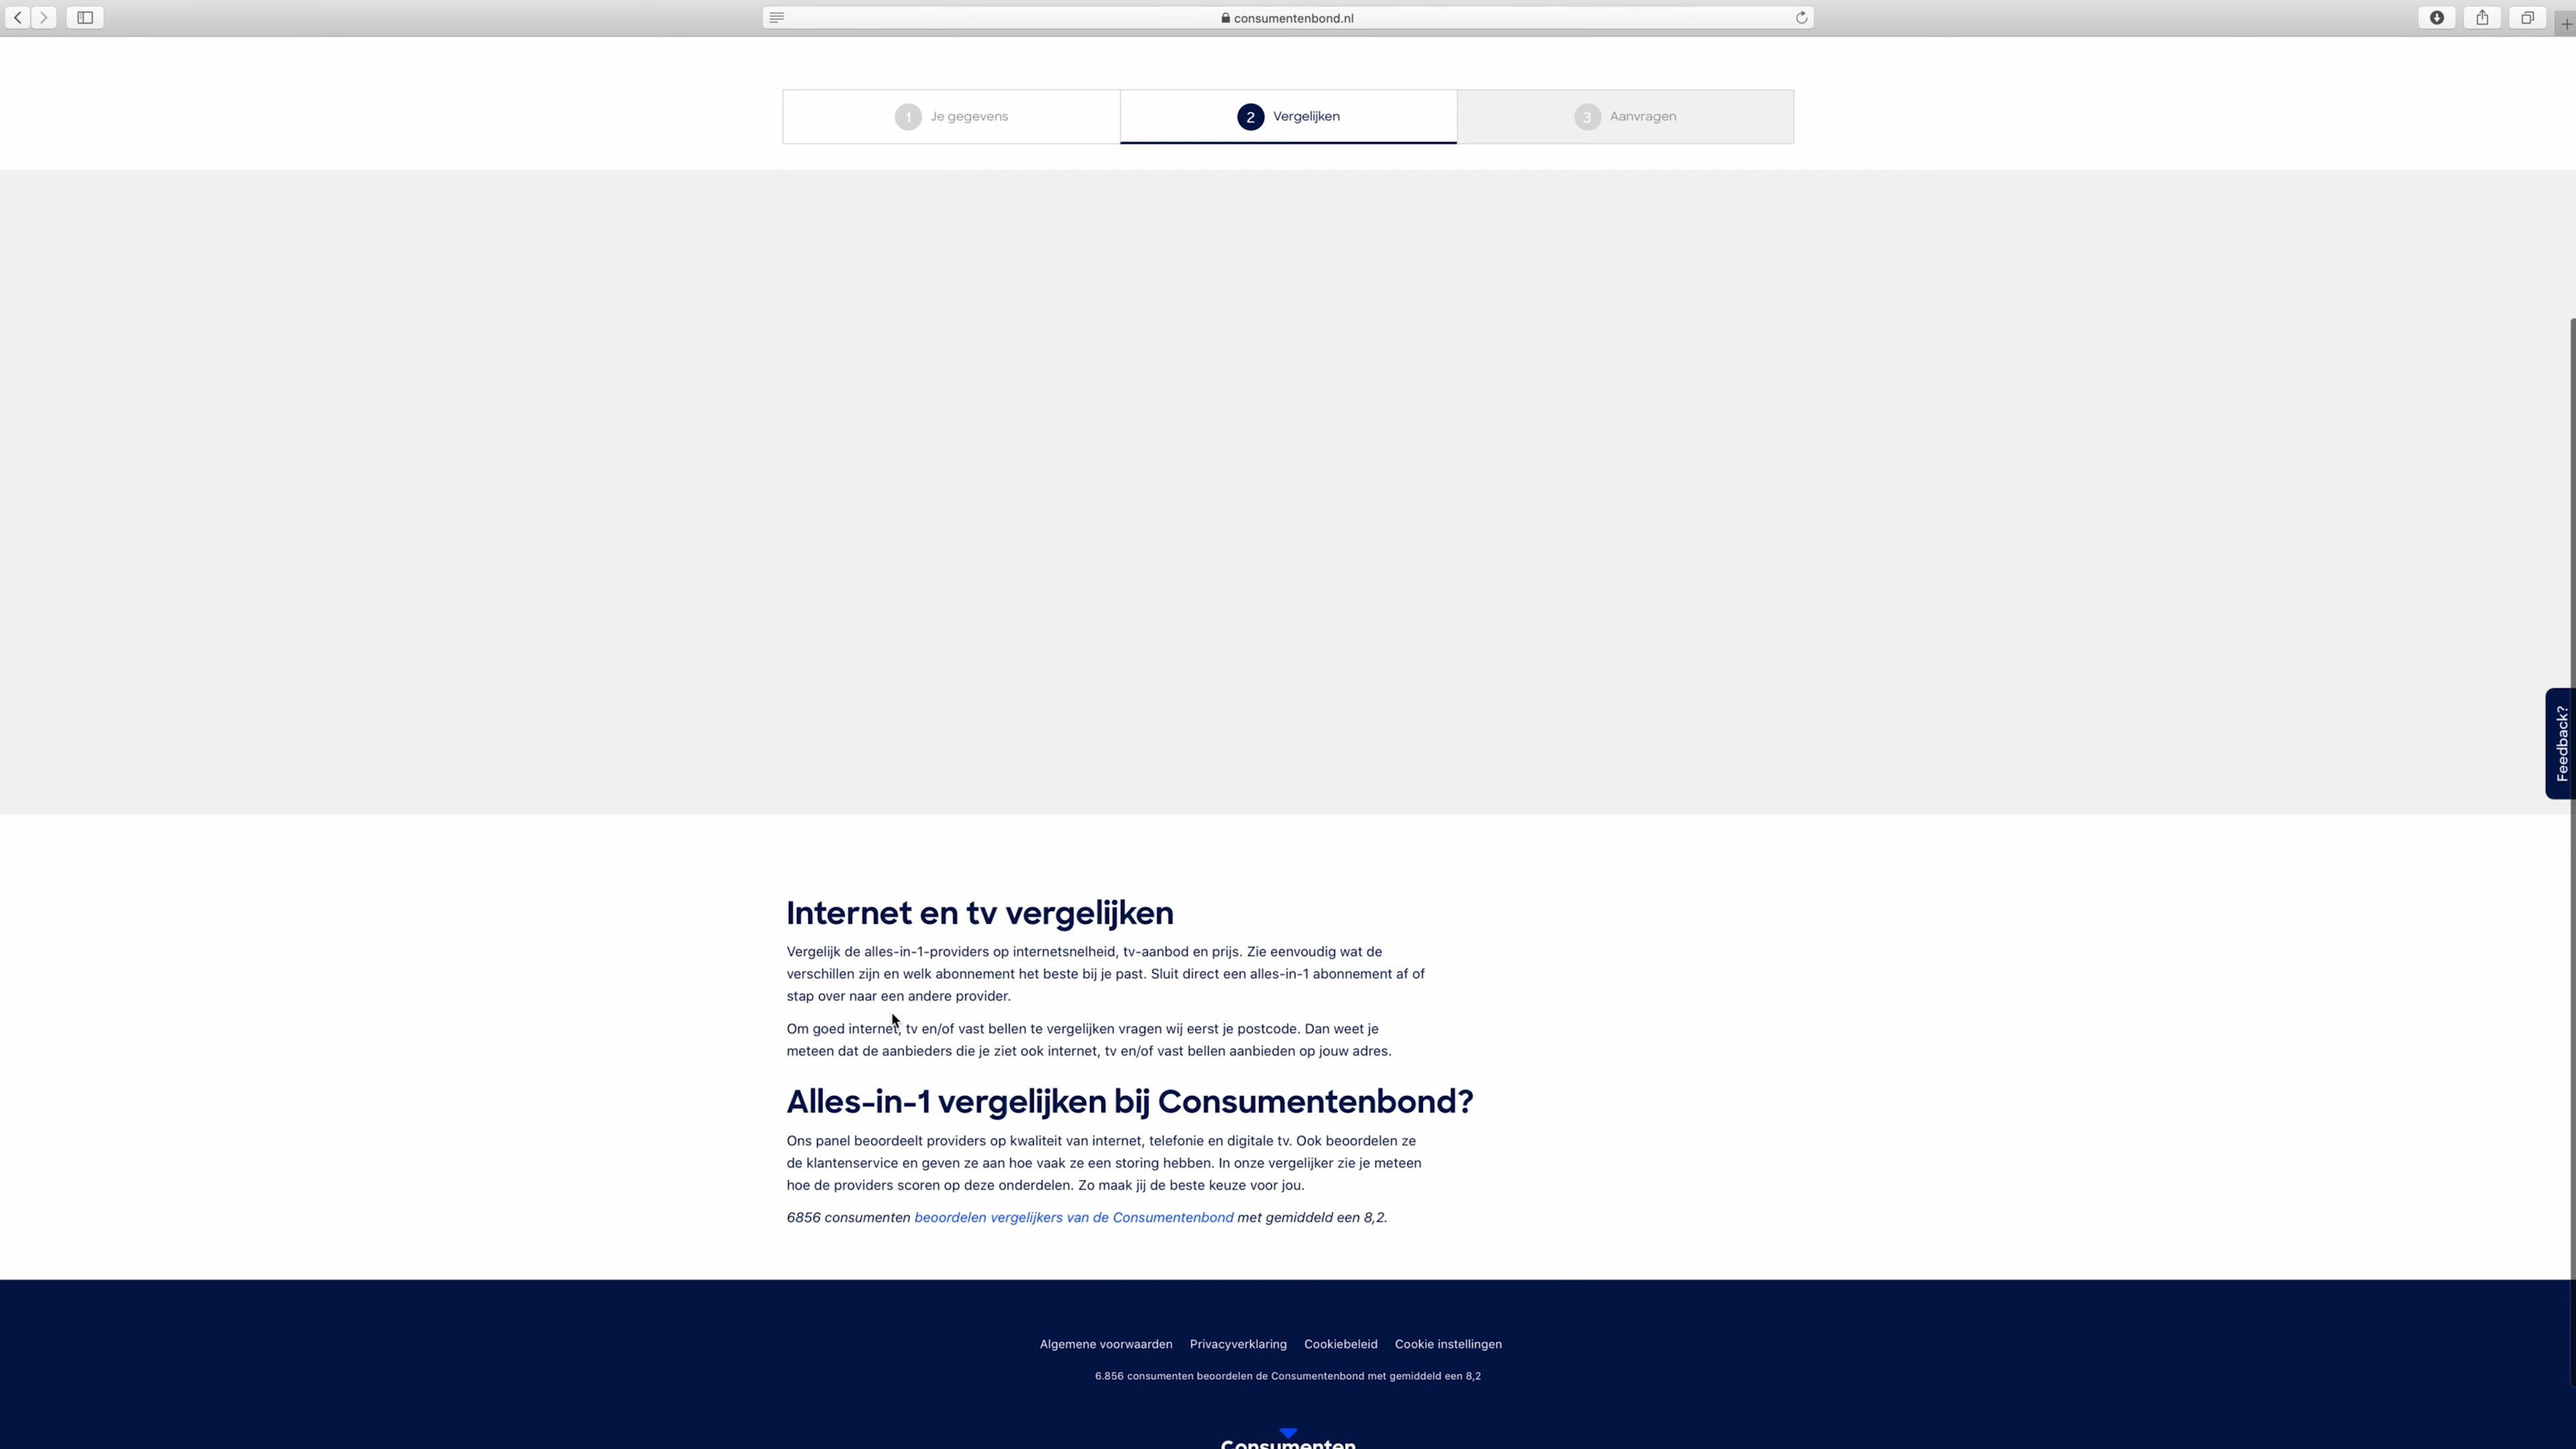 consumentenbond.nl
1 Je gegevens
2 Vergelijken
3 Aanvragen
Feedback?
Internet en tv vergelijken
Vergelijk de alles-in-1-providers op internetsnelheid, tv-aanbod en prijs. Zie eenvoudig wat de
verschillen zijn en welk abonnement het beste bij je past. Sluit direct een alles-in-1 abonnement af of
stap over naar een andere provider.
Om goed internet, tv en/of vast bellen te vergelijken vragen wij eerst je postcode. Dan weet je
meteen dat de aanbieders die je ziet ook internet, tv en/of vast bellen aanbieden op jouw adres.
Alles-in-1 vergelijken bij Consumentenbond?
Ons panel beoordeelt providers op kwaliteit van internet, telefonie en digitale tv. Ook beoordelen ze
de klantenservice en geven ze aan hoe vaak ze een storing hebben. In onze vergelijker zie je meteen
hoe de providers scoren op deze onderdelen. Zo maak jij de beste keuze voor jou.
6856 consumenten beoordelen vergelijkers van de Consumentenbond met gemiddeld een 8,2.
Algemene voorwaarden Privacyverklaring Cookiebeleid Cookie instellingen
6.856 consumenten beoordelen de Consumentenbond met gemiddeld een 8,2
Consumenten